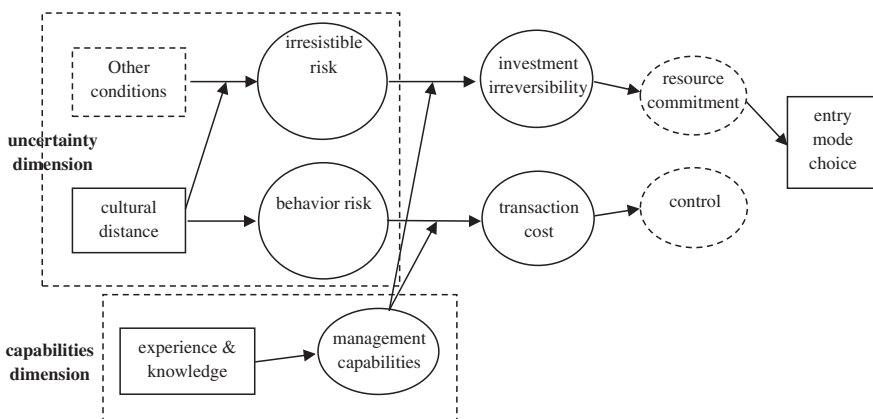 Other
conditions
irresistible
risk
investment
irreversibility
resource
commitment
entry
mode
choice
uncertainty
dimension
cultural
distance
behavior risk
transaction
cost
control
capabilities
dimension
experience &
knowledge
management
capabilities